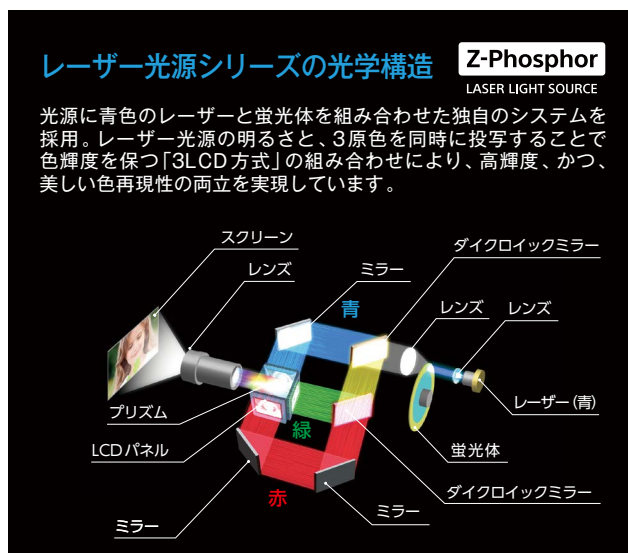 レーザー光源シリーズの光学構造
Z-Phosphor
LASER LIGHT SOURCE
光源に青色のレーザーと蛍光体を組み合わせた独自のシステムを
採用。レーザー光源の明るさと、3原色を同時に投写することで
色輝度を保つ「3LCD方式」の組み合わせにより、高輝度、かつ、
美しい色再現性の両立を実現しています。
スクリーン
ダイクロイックミラー
レンズ
ミラー
青
レンズ
レンズ
プリズム
レーザー（青）
緑
LCDパネル
蛍光体
赤
ダイクロイックミラー
ミラー
ミラー